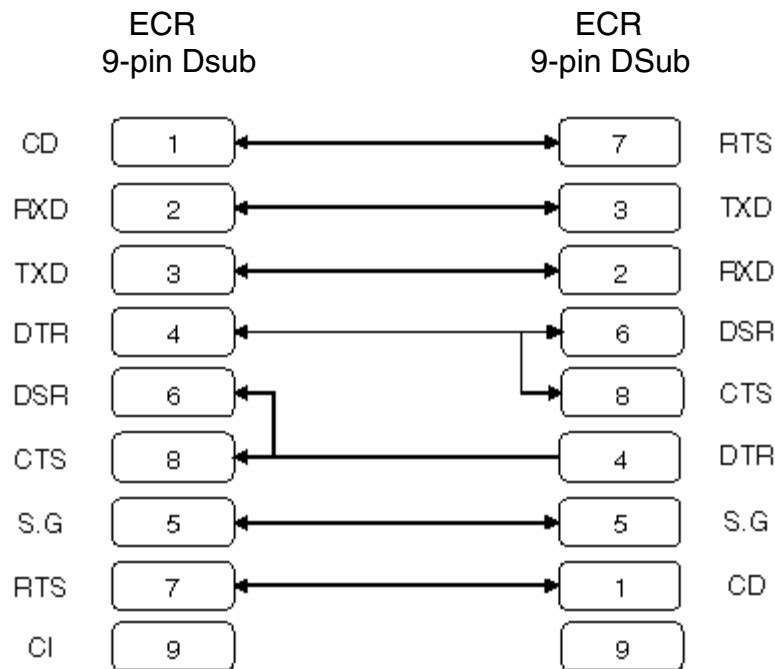 ECR ECR
9-pin Dsub 9-pin DSub
CD 1 7 RTS
RXD 2 3 TXD
TXD 3 2 RXD
DTR 4 6 DSR
DSR 6 8 CTS
CTS 8 4 DTR
S.G 5 5 S.G
RTS 7 1 CD
CI 9 9